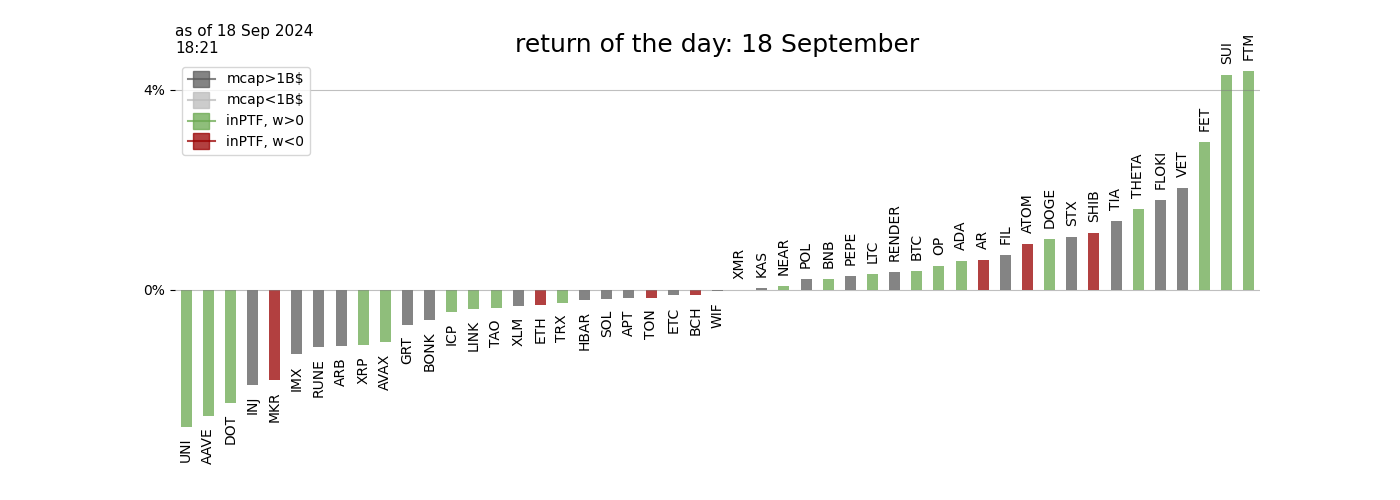 as of 18 Sep 2024
18:21
return of the day: 18 September
mcap>1B$
mcap<1B$
inPTF, w>0
inPTF, w<0
4%
0%
UNI
AAVE
DOT
INJ
MKR
IMX
RUNE
ARB
XRP
AVAX
GRT
BONK
ICP
LINK
TAO
XLM
ETH
TRX
HBAR
SOL
APT
TON
ETC
BCH
WIF
XMR
KAS
NEAR
POL
BNB
PEPE
LTC
RENDER
BTC
OP
ADA
AR
FIL
ATOM
DOGE
STX
SHIB
TIA
THETA
FLOKI
VET
FET
SUI
FTM